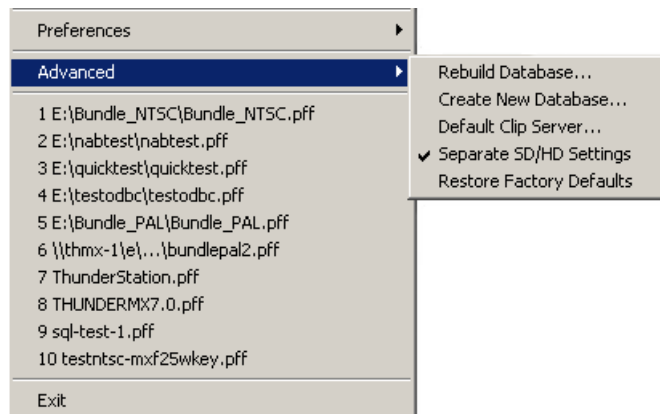 Preferences
Advanced
1 E:\Bundle_NTSC\Bundle_NTSC.pff
2 E:\nabtest\nabtest.pff
3 E:\quicktest\quicktest.pff
4 E:\testodbc\testodbc.pff
5 E:\Bundle_PAL\Bundle_PAL.pff
6 \\thmx-1\e\...\bundlepal2.pff
7 ThunderStation.pff
8 THUNDERMX7.0.pff
9 sql-test-1.pff
10 testntsc-mxf25wkey.pff
Exit
Rebuild Database...
Create New Database...
Default Clip Server...
Separate SD/HD Settings
Restore Factory Defaults